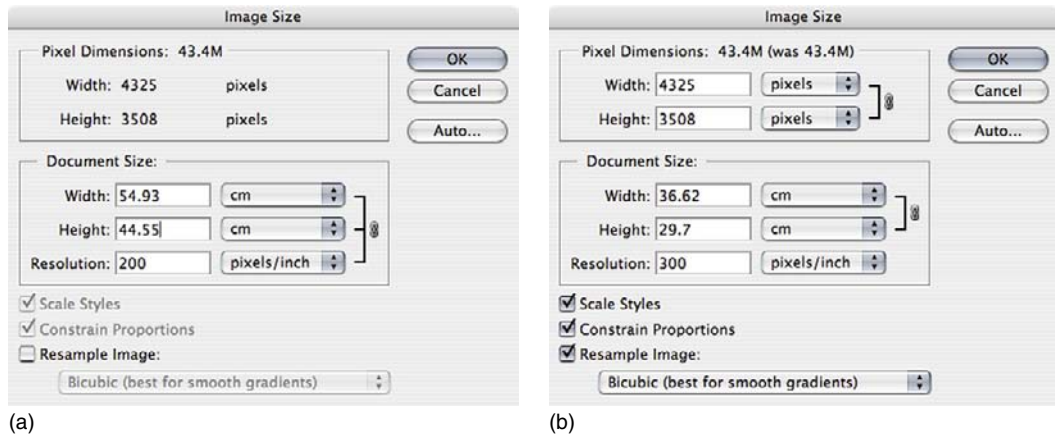 Image Size
Pixel Dimensions: 43.4M
Width: 4325 pixels
Height: 3508 pixels
OK
Cancel
Auto...
Document Size:
Width: 54.93 cm
Height: 44.55 cm
Resolution: 200 pixels/inch
Scale Styles
Constrain Proportions
Resample Image:
Bicubic (best for smooth gradients)
(a)
Image Size
Pixel Dimensions: 43.4M (was 43.4M)
Width: 4325 pixels
Height: 3508 pixels
OK
Cancel
Auto...
Document Size:
Width: 36.62 cm
Height: 29.7 cm
Resolution: 300 pixels/inch
Scale Styles
Constrain Proportions
Resample Image:
Bicubic (best for smooth gradients)
(b)